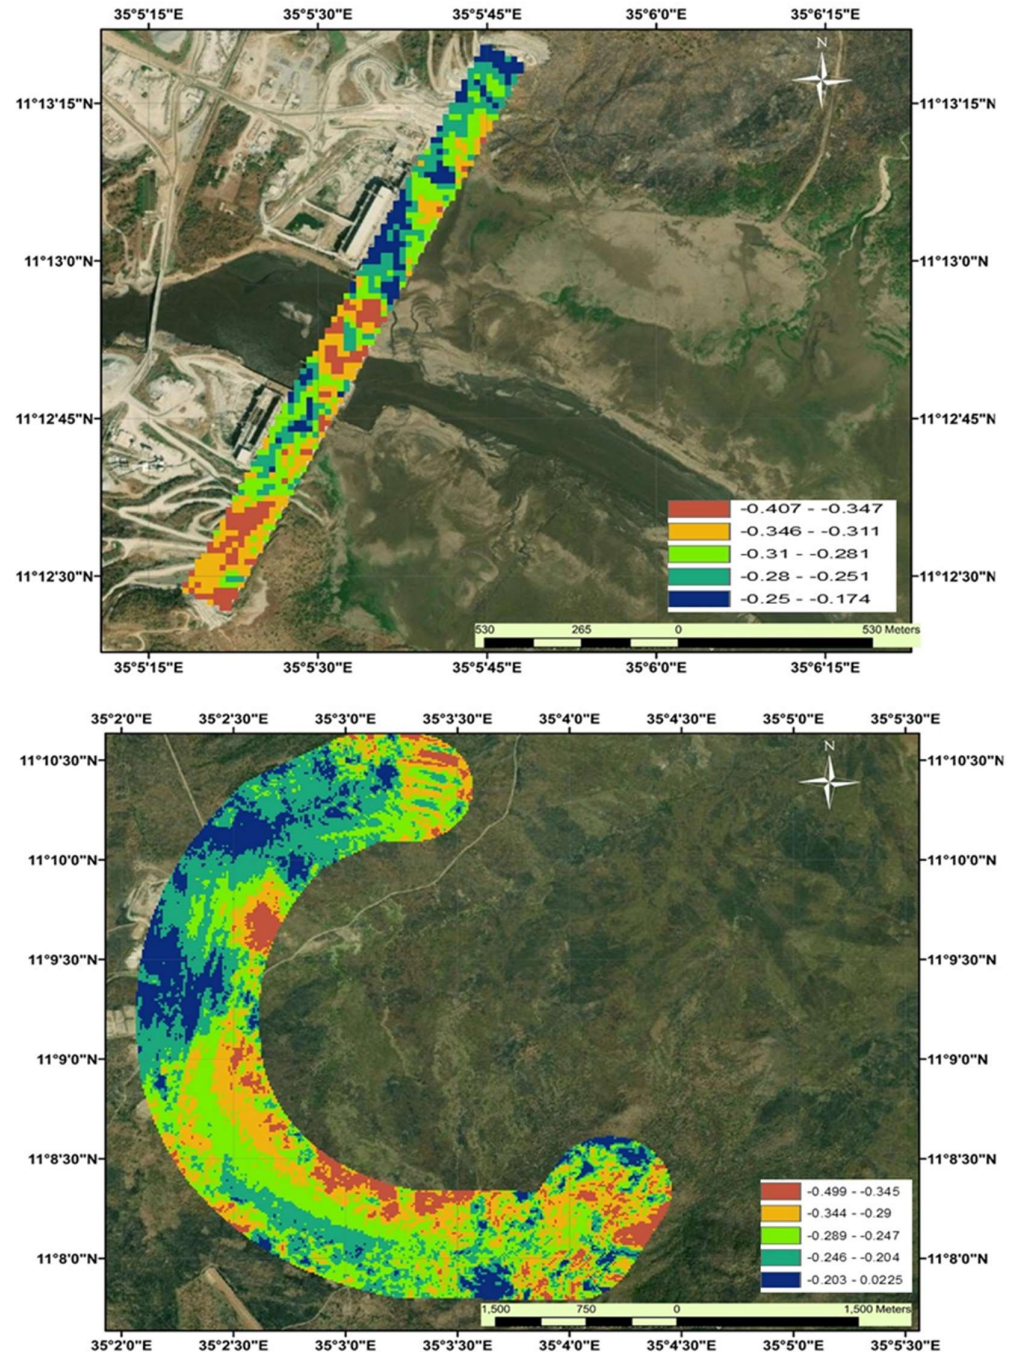 35°5'15"E 35°5'30"E 35°5'45"E 35°6'0"E 35°6'15"E
N
11°13'15"N 11°13'15"N
11°13'0"N 11°13'0"N
11°12'45"N 11°12'45"N
-0.407 - -0.347
-0.346 - -0.311
-0.31 - -0.281
-0.28 - -0.251
-0.25 - -0.174
11°12'30"N 11°12'30"N
530 265 0 530 Meters
35°5'15"E 35°5'30"E 35°5'45"E 35°6'0"E 35°6'15"E
35°2'0"E 35°2'30"E 35°3'0"E 35°3'30"E 35°4'0"E 35°4'30"E 35°5'0"E 35°5'30"E
N
11°10'30"N 11°10'30"N
11°10'0"N 11°10'0"N
11°9'30"N 11°9'30"N
11°9'0"N 11°9'0"N
11°8'30"N 11°8'30"N
-0.499 - -0.345
-0.344 - -0.29
-0.289 - -0.247
-0.246 - -0.204
-0.203 - 0.0225
11°8'0"N 11°8'0"N
1,500 750 0 1,500 Meters
35°2'0"E 35°2'30"E 35°3'0"E 35°3'30"E 35°4'0"E 35°4'30"E 35°5'0"E 35°5'30"E